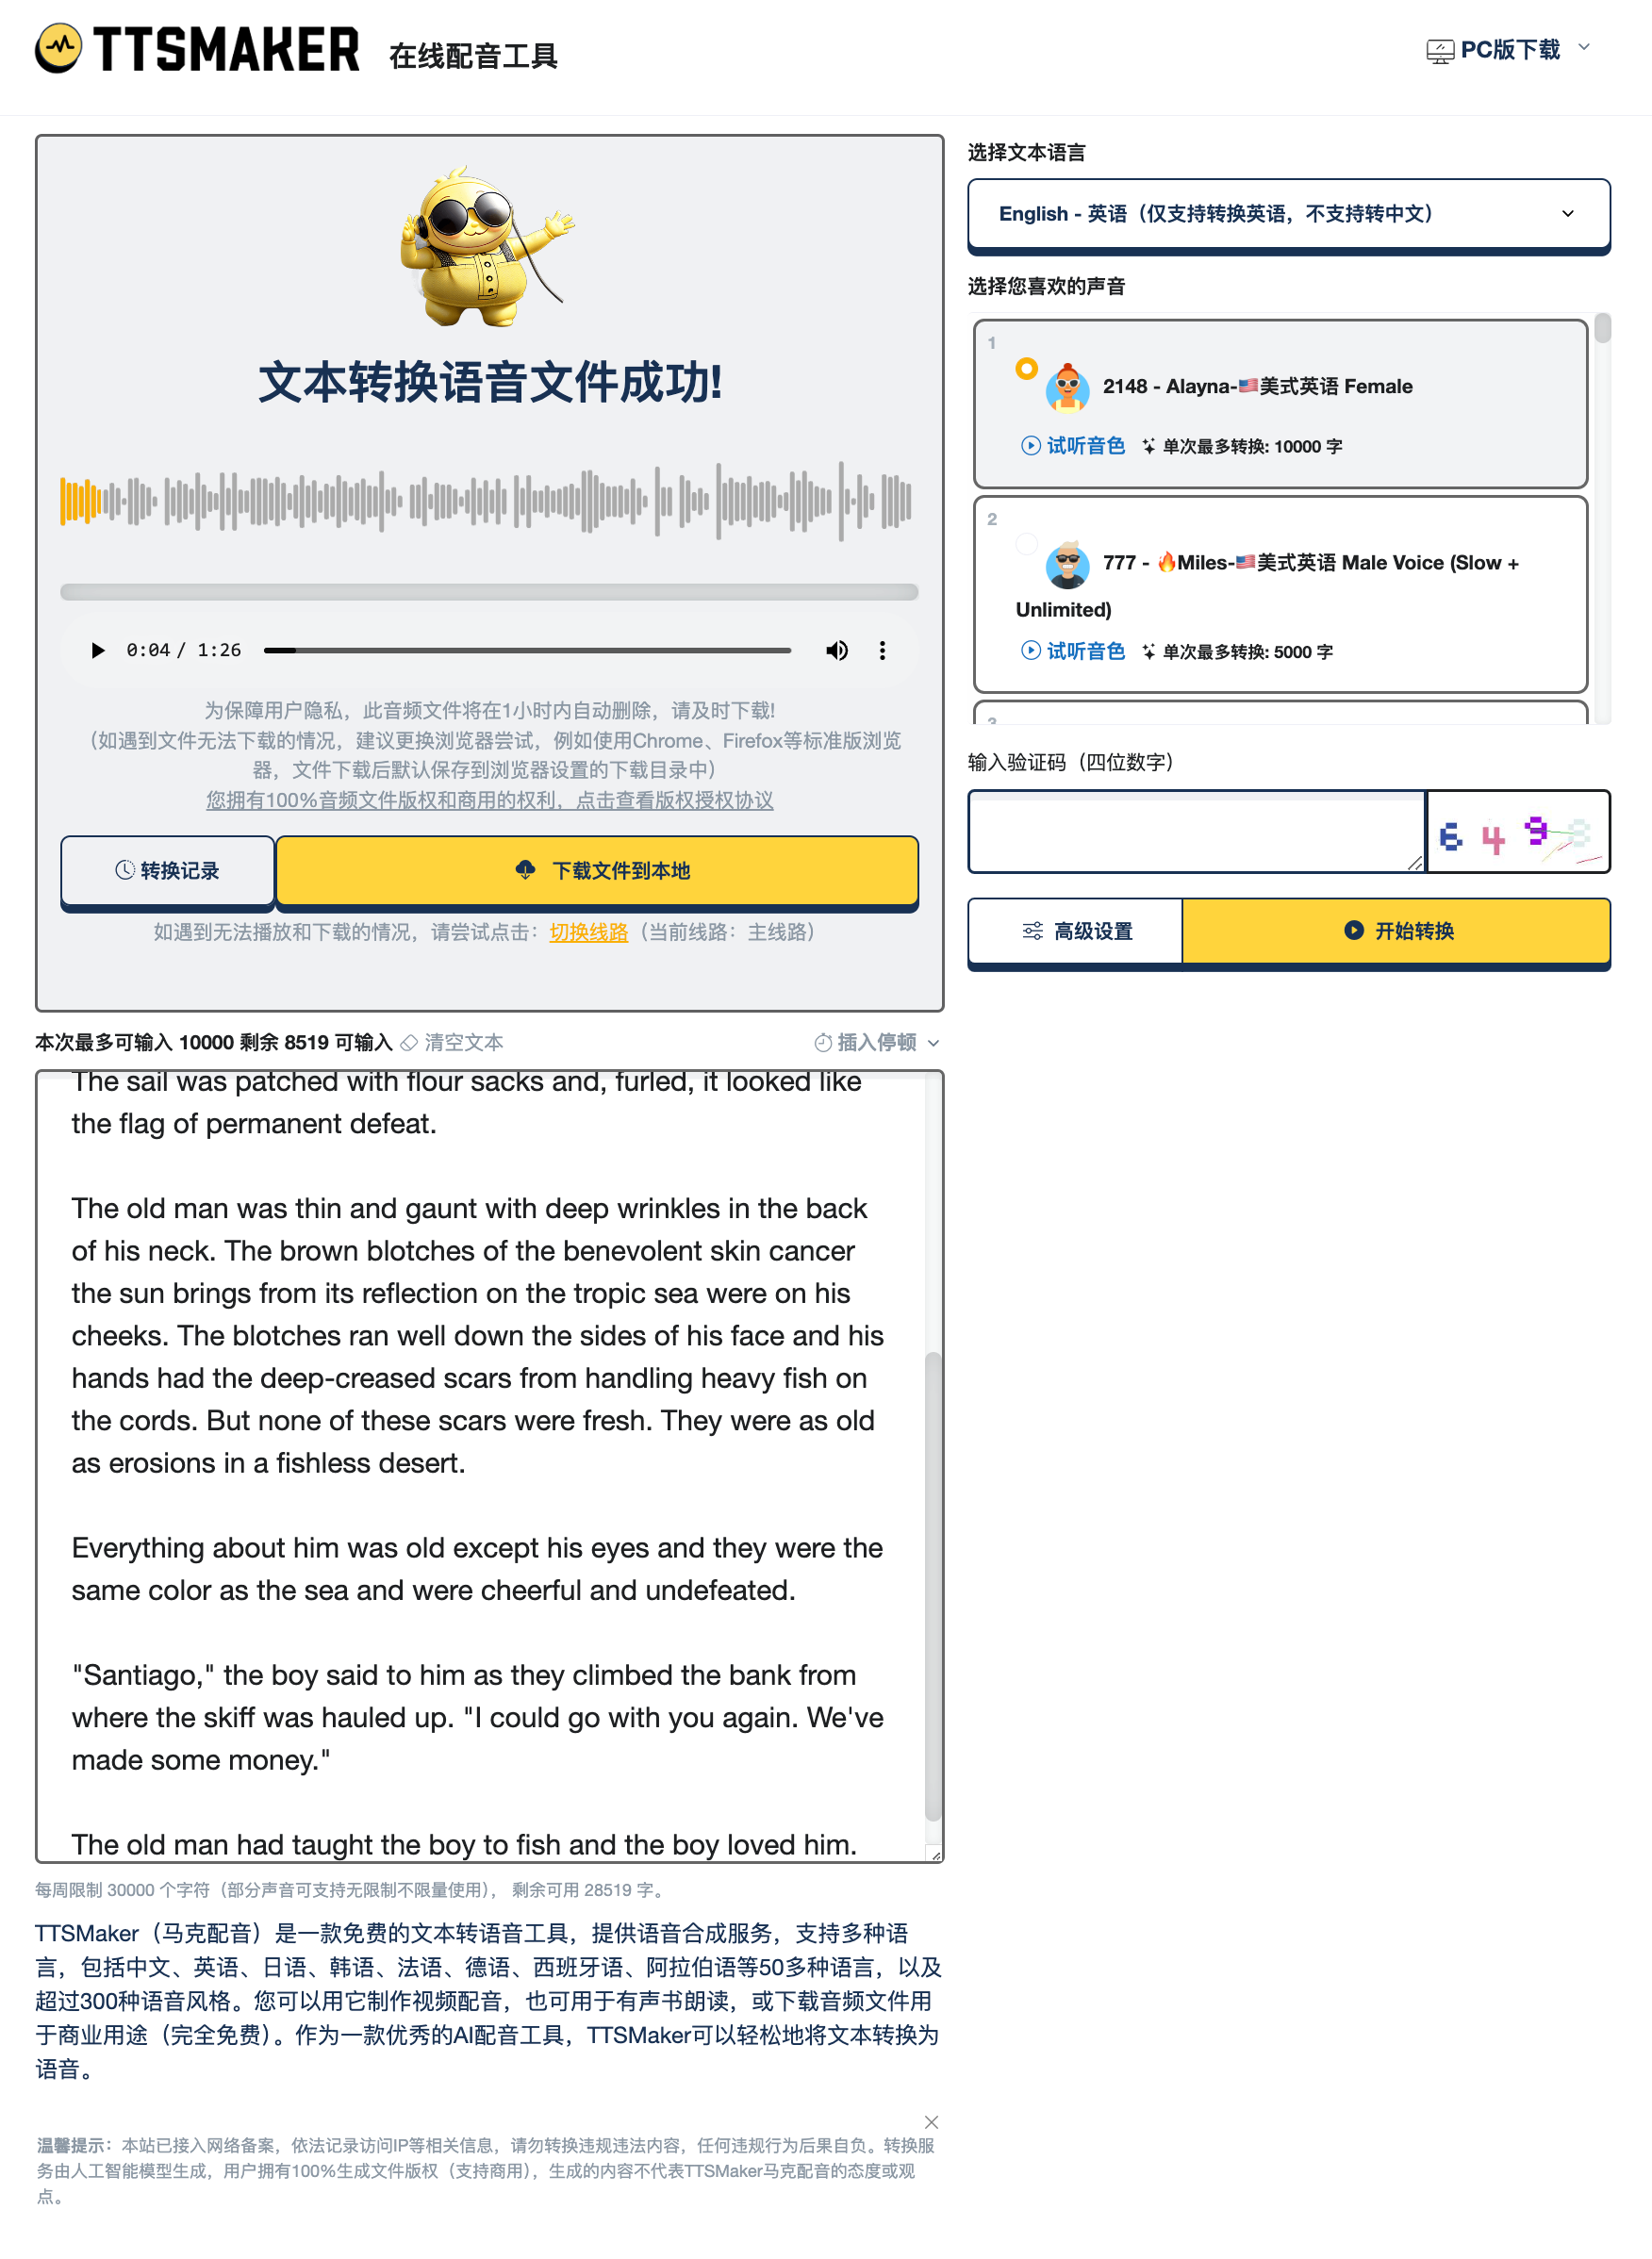 TTSMAKER 在线配音工具
PC版下载
文本转换语音文件成功!
0:04 / 1:26
为保障用户隐私，此音频文件将在1小时内自动删除，请及时下载!
（如遇到文件无法下载的情况，建议更换浏览器尝试，例如使用Chrome、Firefox等标准版浏览
器，文件下载后默认保存到浏览器设置的下载目录中）
您拥有100%音频文件版权和商用的权利，点击查看版权授权协议
转换记录
下载文件到本地
如遇到无法播放和下载的情况，请尝试点击：切换线路（当前线路：主线路）
本次最多可输入 10000 剩余 8519 可输入 清空文本
插入停顿
The sail was patched with flour sacks and, furled, it looked like
the flag of permanent defeat.
The old man was thin and gaunt with deep wrinkles in the back
of his neck. The brown blotches of the benevolent skin cancer
the sun brings from its reflection on the tropic sea were on his
cheeks. The blotches ran well down the sides of his face and his
hands had the deep-creased scars from handling heavy fish on
the cords. But none of these scars were fresh. They were as old
as erosions in a fishless desert.
Everything about him was old except his eyes and they were the
same color as the sea and were cheerful and undefeated.
"Santiago," the boy said to him as they climbed the bank from
where the skiff was hauled up. "I could go with you again. We've
made some money."
The old man had taught the boy to fish and the boy loved him.
每周限制 30000 个字符（部分声音可支持无限制不限量使用）， 剩余可用 28519 字。
TTSMaker（马克配音）是一款免费的文本转语音工具，提供语音合成服务，支持多种语
言，包括中文、英语、日语、韩语、法语、德语、西班牙语、阿拉伯语等50多种语言，以及
超过300种语音风格。您可以用它制作视频配音，也可用于有声书朗读，或下载音频文件用
于商业用途（完全免费）。作为一款优秀的AI配音工具，TTSMaker可以轻松地将文本转换为
语音。
温馨提示：本站已接入网络备案，依法记录访问IP等相关信息，请勿转换违规违法内容，任何违规行为后果自负。转换服
务由人工智能模型生成，用户拥有100%生成文件版权（支持商用），生成的内容不代表TTSMaker马克配音的态度或观
点。
选择文本语言
English - 英语（仅支持转换英语，不支持转中文）
选择您喜欢的声音
1
2148 - Alayna-🇺🇸美式英语 Female
试听音色 单次最多转换: 10000 字
2
777 - 🔥Miles-🇺🇸美式英语 Male Voice (Slow +
Unlimited)
试听音色 单次最多转换: 5000 字
3
输入验证码（四位数字）
6 4 9 8
高级设置
开始转换